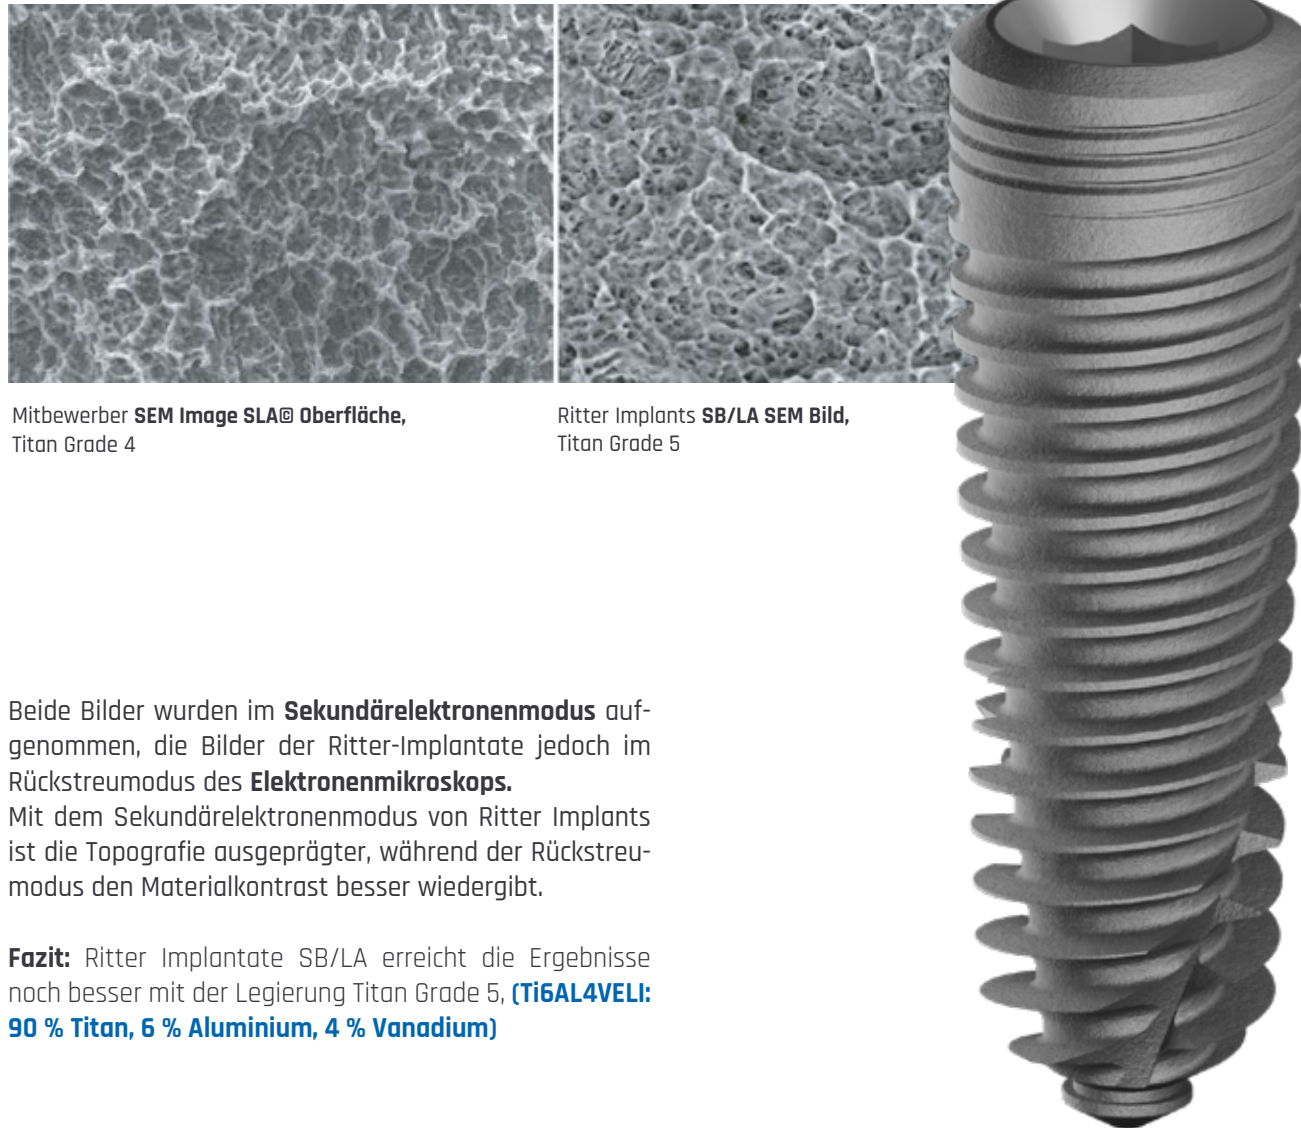 Mitbewerber SEM Image SLA© Oberfläche,
Titan Grade 4
Ritter Implants SB/LA SEM Bild,
Titan Grade 5
Beide Bilder wurden im Sekundärelektronenmodus auf-
genommen, die Bilder der Ritter-Implantate jedoch im
Rückstreumodus des Elektronenmikroskops.
Mit dem Sekundärelektronenmodus von Ritter Implants
ist die Topografie ausgeprägter, während der Rückstreu-
modus den Materialkontrast besser wiedergibt.
Fazit: Ritter Implantate SB/LA erreicht die Ergebnisse
noch besser mit der Legierung Titan Grade 5, (Ti6AL4VELI:
90 % Titan, 6 % Aluminium, 4 % Vanadium)